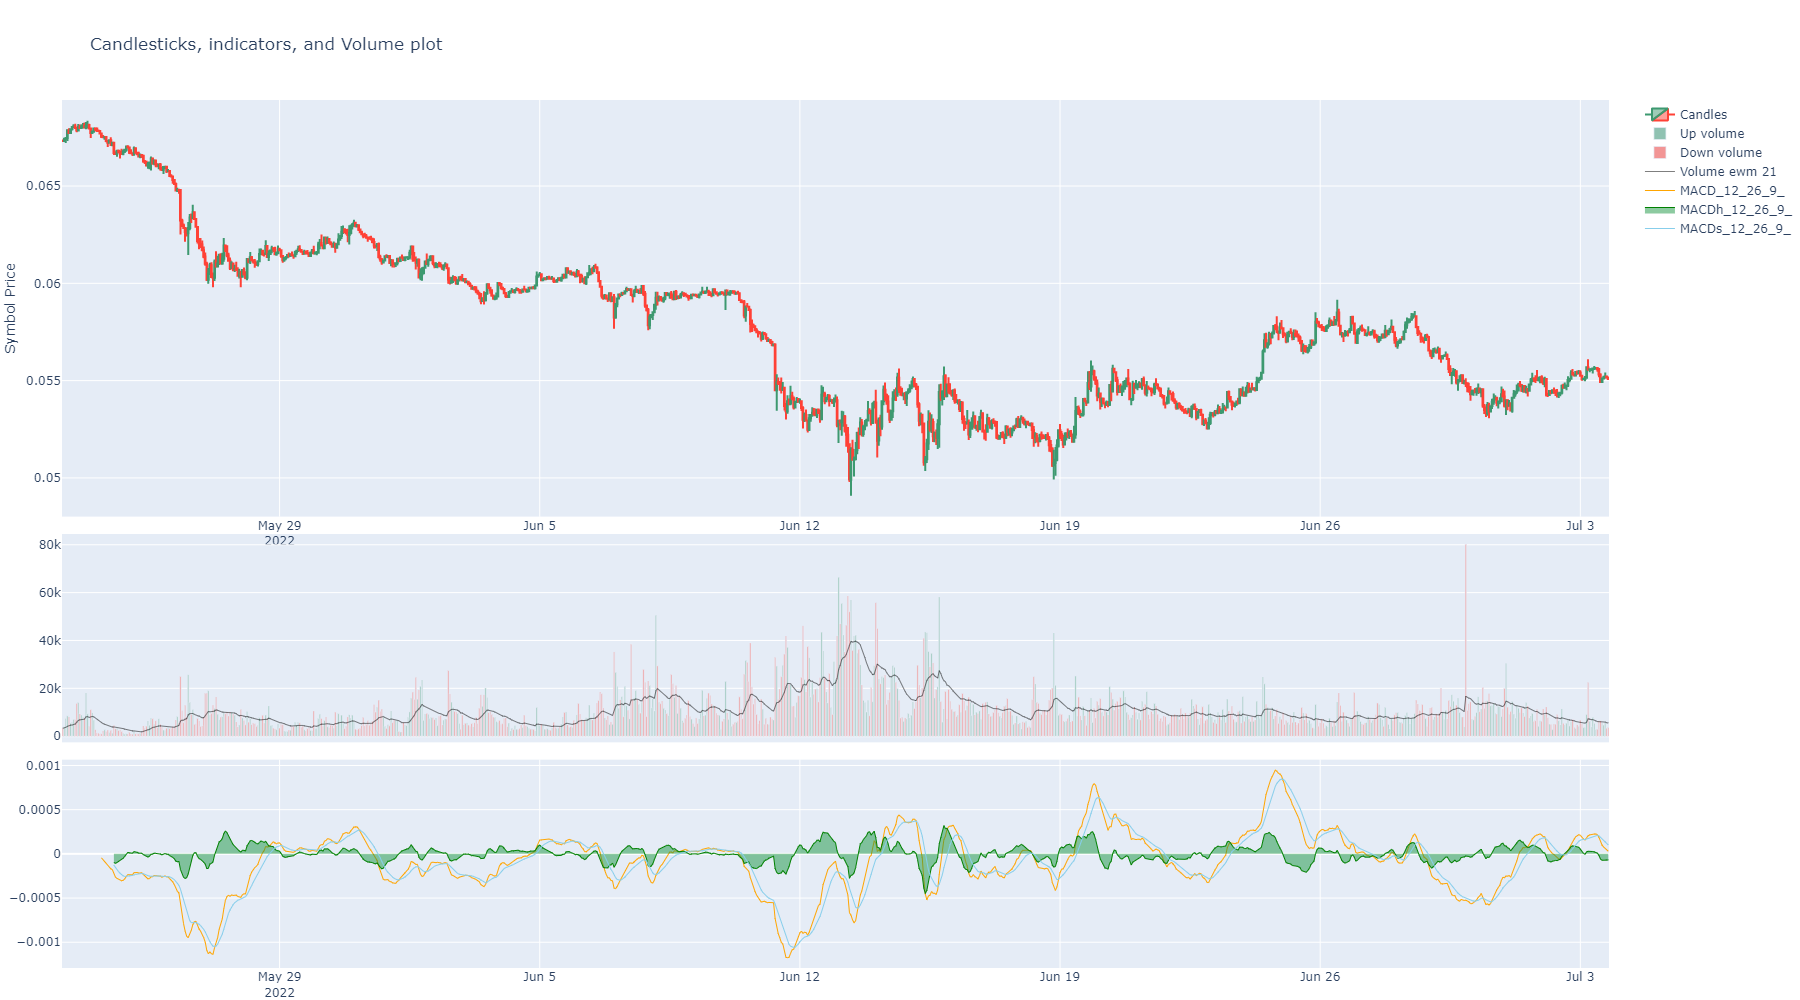 Candlesticks, indicators, and Volume plot
Candles
Up volume
Down volume
Volume ewm 21
MACD_12_26_9_
MACDh_12_26_9_
MACDs_12_26_9_
Symbol Price
0.065
0.06
0.055
0.05
May 29
2022
Jun 5
Jun 12
Jun 19
Jun 26
Jul 3
80k
60k
40k
20k
0
0.001
0.0005
0
−0.0005
−0.001
May 29
2022
Jun 5
Jun 12
Jun 19
Jun 26
Jul 3